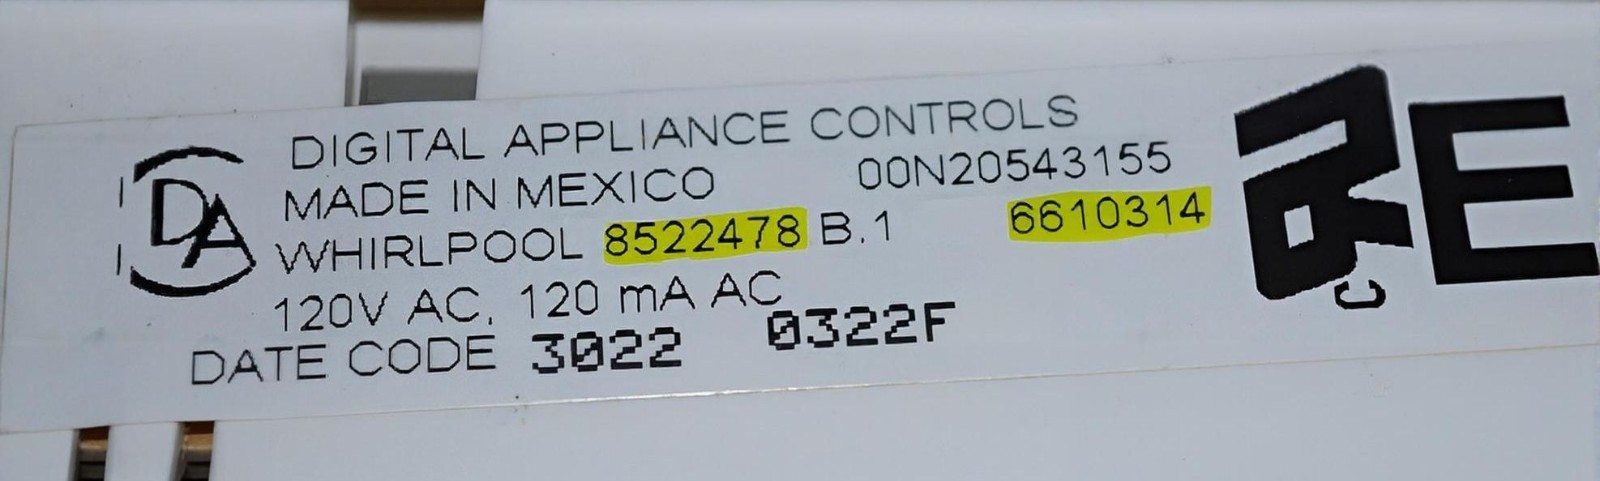 DIGITAL APPLIANCE CONTROLS
MADE IN MEXICO 00N20543155
WHIRLPOOL 8522478 B.1 6610314
120V AC, 120 mA AC
DATE CODE 3022 0322F
DA
C
E